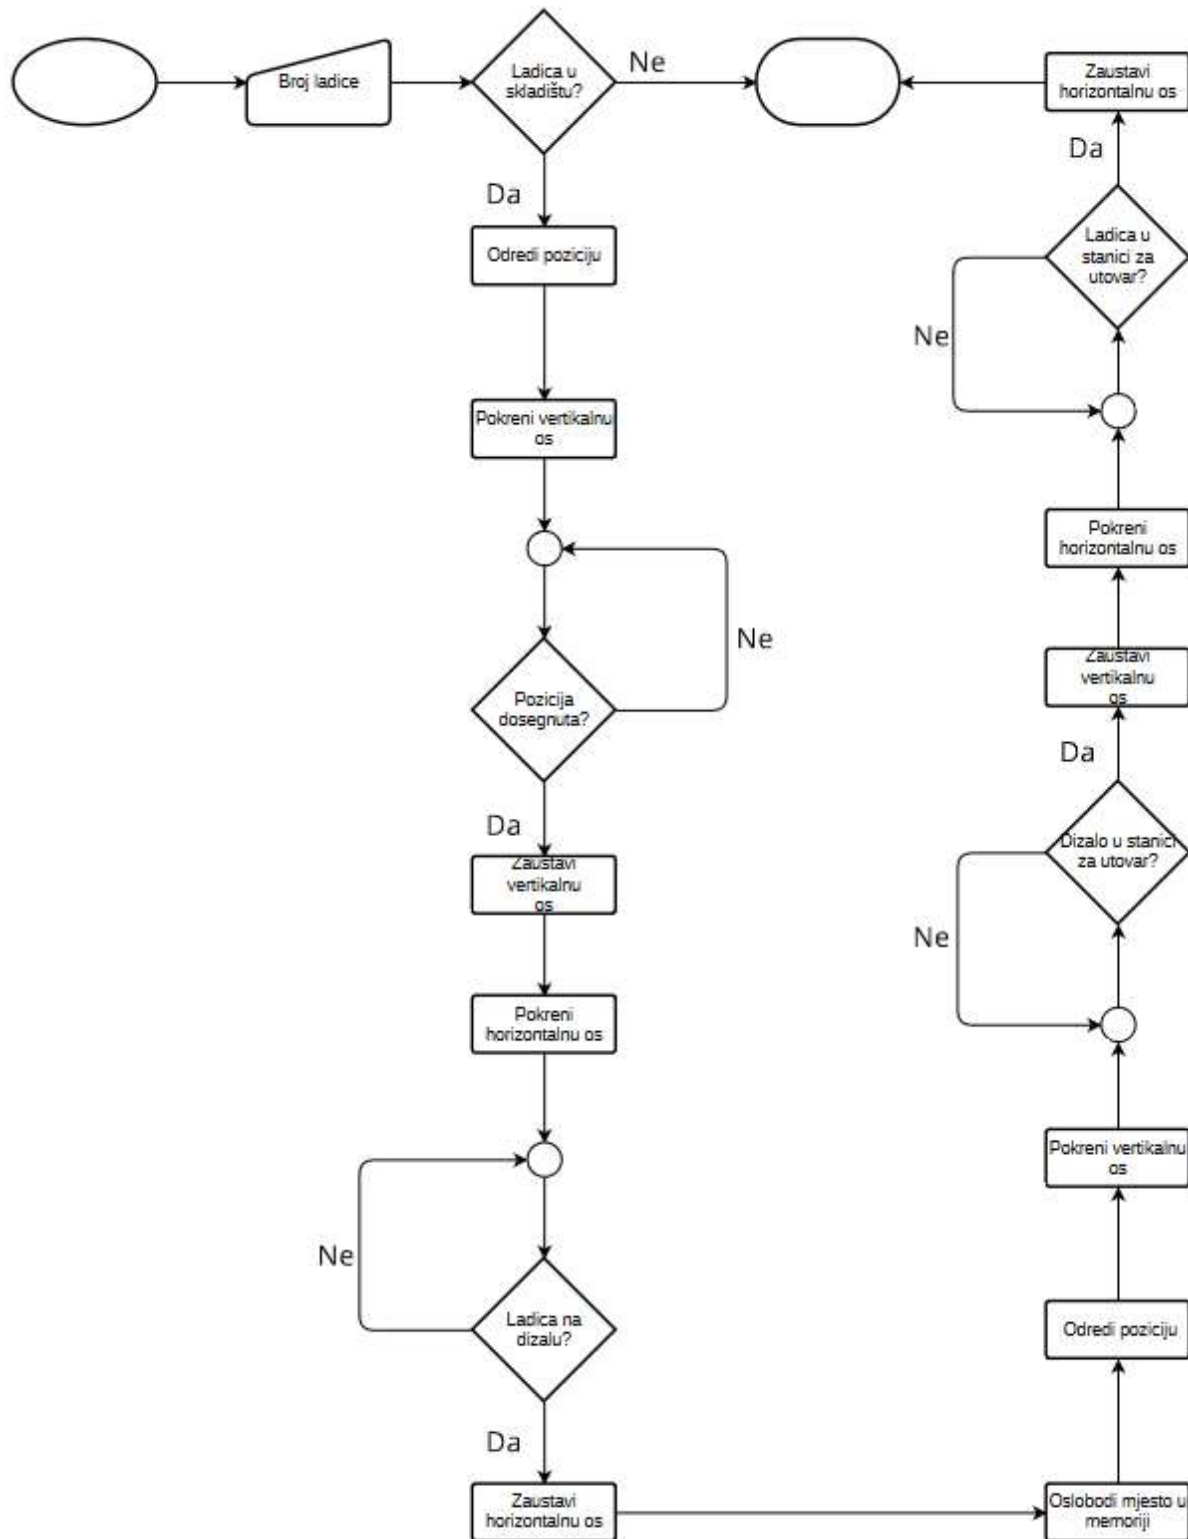 Broj ladice
Ladica u
skladištu?
Ne
Da
Odredi poziciju
Pokreni vertikalnu
os
Pozicija
dosegnuta?
Ne
Da
Zaustavi
vertikalnu
os
Pokreni
horizontalnu os
Ladica na
dizalu?
Ne
Da
Zaustavi
horizontalnu os
Oslobodi mjesto u
memoriji
Odredi poziciju
Pokreni vertikalnu
os
Dizalo u stanici
za utovar?
Ne
Da
Zaustavi
vertikalnu
os
Pokreni
horizontalnu os
Ladica u
stanici za
utovar?
Ne
Da
Zaustavi
horizontalnu os